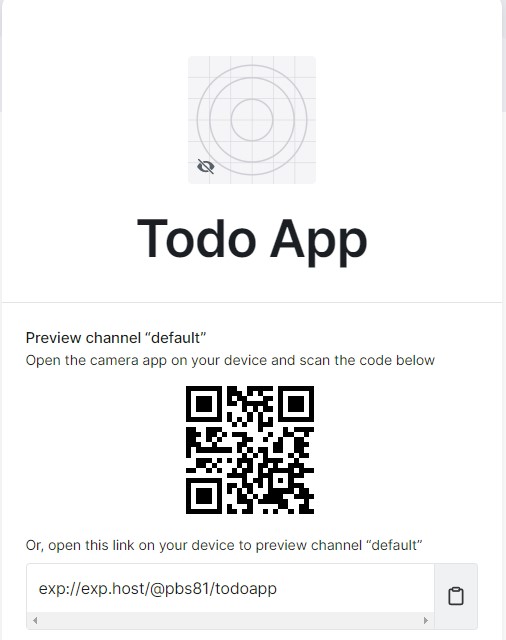 Todo App
Preview channel “default”
Open the camera app on your device and scan the code below
Or, open this link on your device to preview channel “default”
exp://exp.host/@pbs81/todoapp